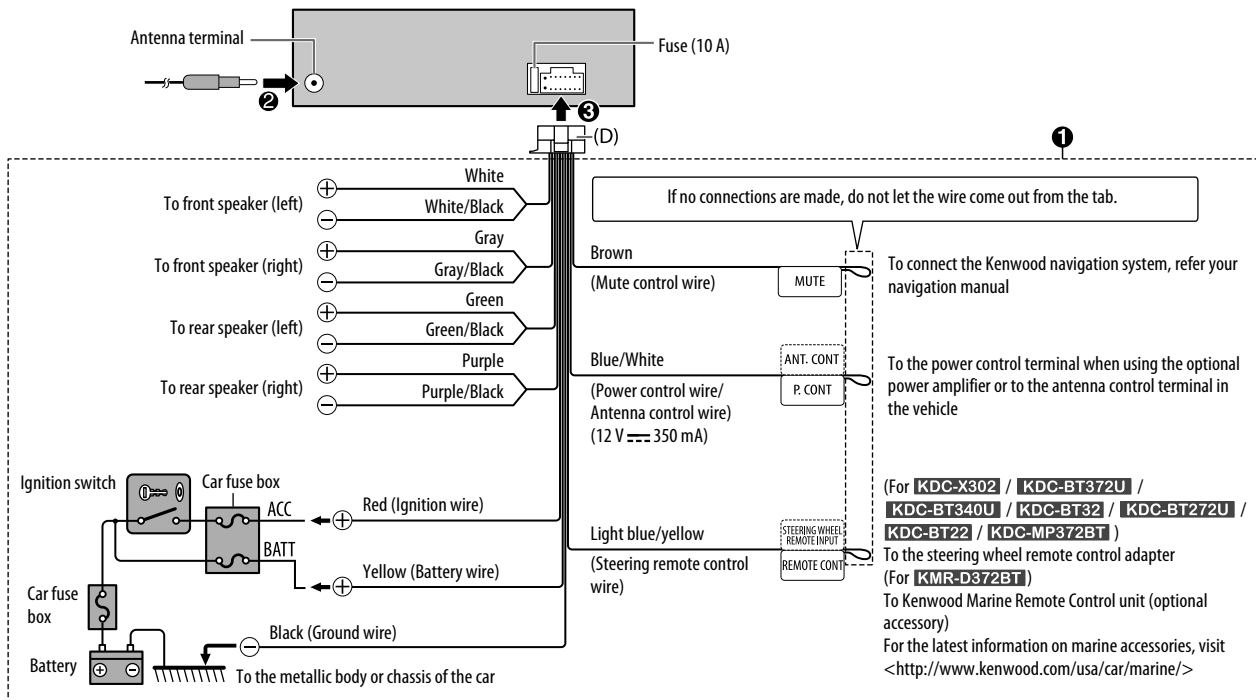 Antenna terminal
Fuse (10 A)
❷
❸
(D)
❶
White
To front speaker (left)
White/Black
Gray
To front speaker (right)
Gray/Black
Green
To rear speaker (left)
Green/Black
Purple
To rear speaker (right)
Purple/Black
If no connections are made, do not let the wire come out from the tab.
Brown
(Mute control wire)
MUTE
To connect the Kenwood navigation system, refer your
navigation manual
Blue/White
(Power control wire/
Antenna control wire)
(12 V ⎓ 350 mA)
ANT. CONT
P. CONT
To the power control terminal when using the optional
power amplifier or to the antenna control terminal in
the vehicle
Ignition switch
Car fuse box
ACC
Red (Ignition wire)
BATT
Yellow (Battery wire)
Car fuse
box
Battery
Black (Ground wire)
To the metallic body or chassis of the car
Light blue/yellow
(Steering remote control
wire)
STEERING WHEEL
REMOTE INPUT
REMOTE CONT
(For KDC-X302 / KDC-BT372U /
KDC-BT340U / KDC-BT32 / KDC-BT272U /
KDC-BT22 / KDC-MP372BT )
To the steering wheel remote control adapter
(For KMR-D372BT )
To Kenwood Marine Remote Control unit (optional
accessory)
For the latest information on marine accessories, visit
<http://www.kenwood.com/usa/car/marine/>